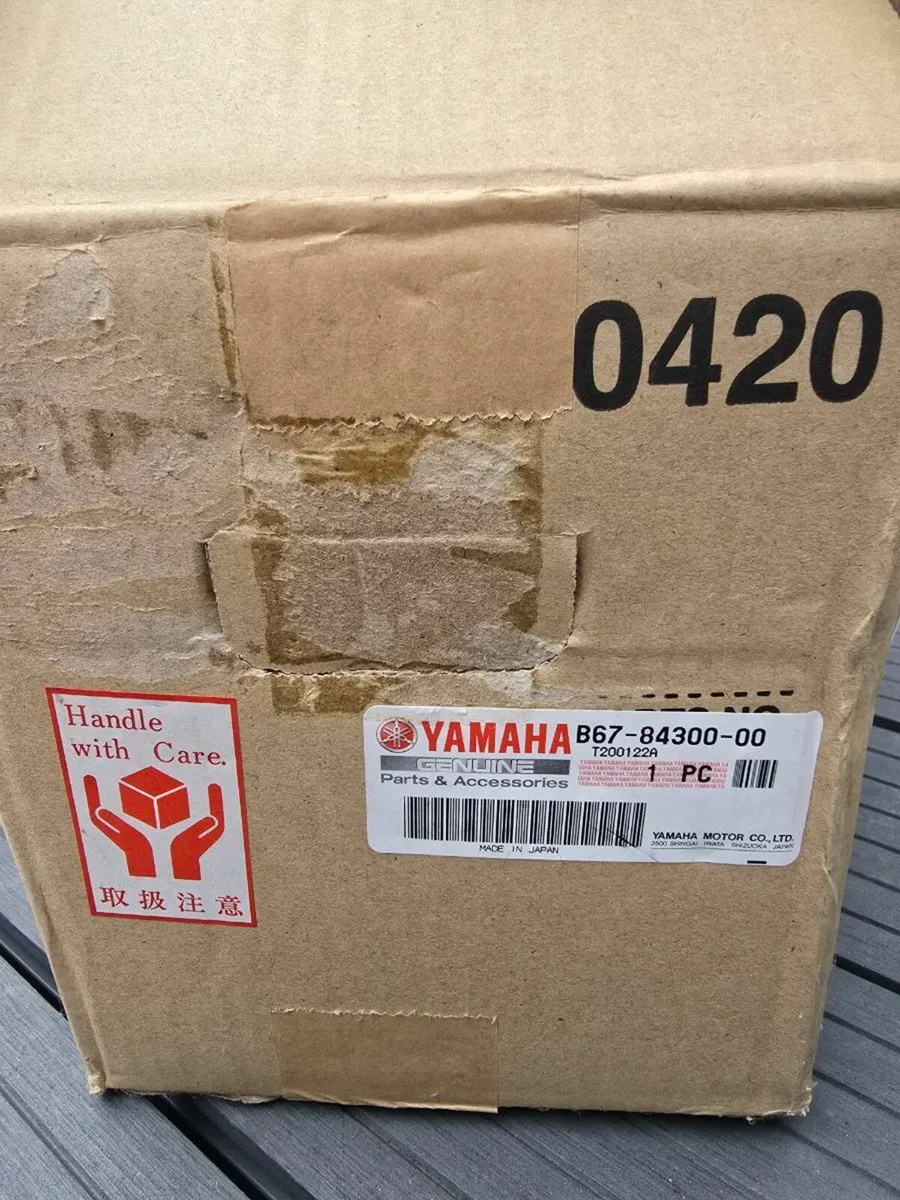 0420
Handle
with Care.
取扱注意
YAMAHA
GENUINE
Parts & Accessories
B67-84300-00
T200122A
1 PC
MADE IN JAPAN
YAMAHA MOTOR CO.,LTD.
2500 SHINGAI IWATA SHIZUOKA JAPAN